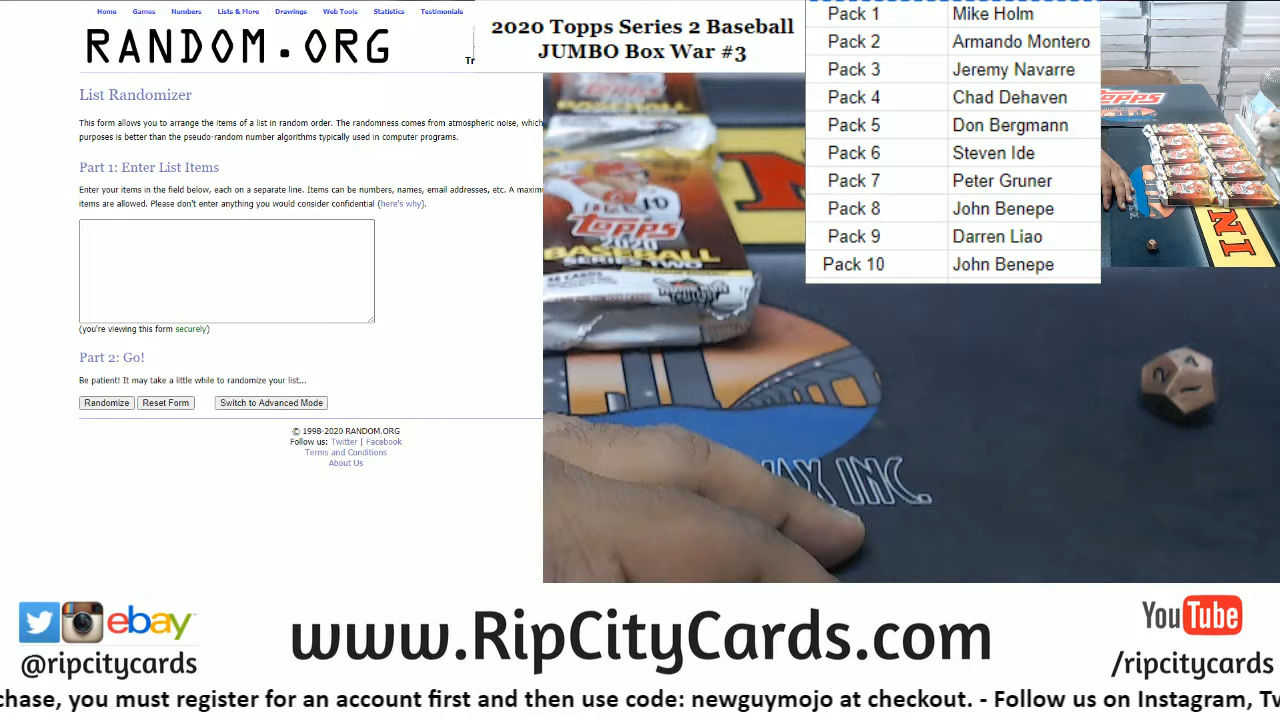 Home Games Numbers Lists & More Drawings Web Tools Statistics Testimonials
RANDOM.ORG
Tr
List Randomizer
This form allows you to arrange the items of a list in random order. The randomness comes from atmospheric noise, which
purposes is better than the pseudo-random number algorithms typically used in computer programs.
Part 1: Enter List Items
Enter your items in the field below, each on a separate line. Items can be numbers, names, email addresses, etc. A maxim
items are allowed. Please don't enter anything you would consider confidential (here's why).
(you're viewing this form securely)
Part 2: Go!
Be patient! It may take a little while to randomize your list...
Randomize Reset Form Switch to Advanced Mode
© 1998-2020 RANDOM.ORG
Follow us: Twitter | Facebook
Terms and Conditions
About Us
2020 Topps Series 2 Baseball
JUMBO Box War #3
Pack 1 Mike Holm
Pack 2 Armando Montero
Pack 3 Jeremy Navarre
Pack 4 Chad Dehaven
Pack 5 Don Bergmann
Pack 6 Steven Ide
Pack 7 Peter Gruner
Pack 8 John Benepe
Pack 9 Darren Liao
Pack 10 John Benepe
BASEBALL
topps
2020
BASEBALL
SERIES TWO
INC.
2
1
topps
NI
ebay
@ripcitycards
www.RipCityCards.com
YouTube
/ripcitycards
chase, you must register for an account first and then use code: newguymojo at checkout. - Follow us on Instagram, Tw